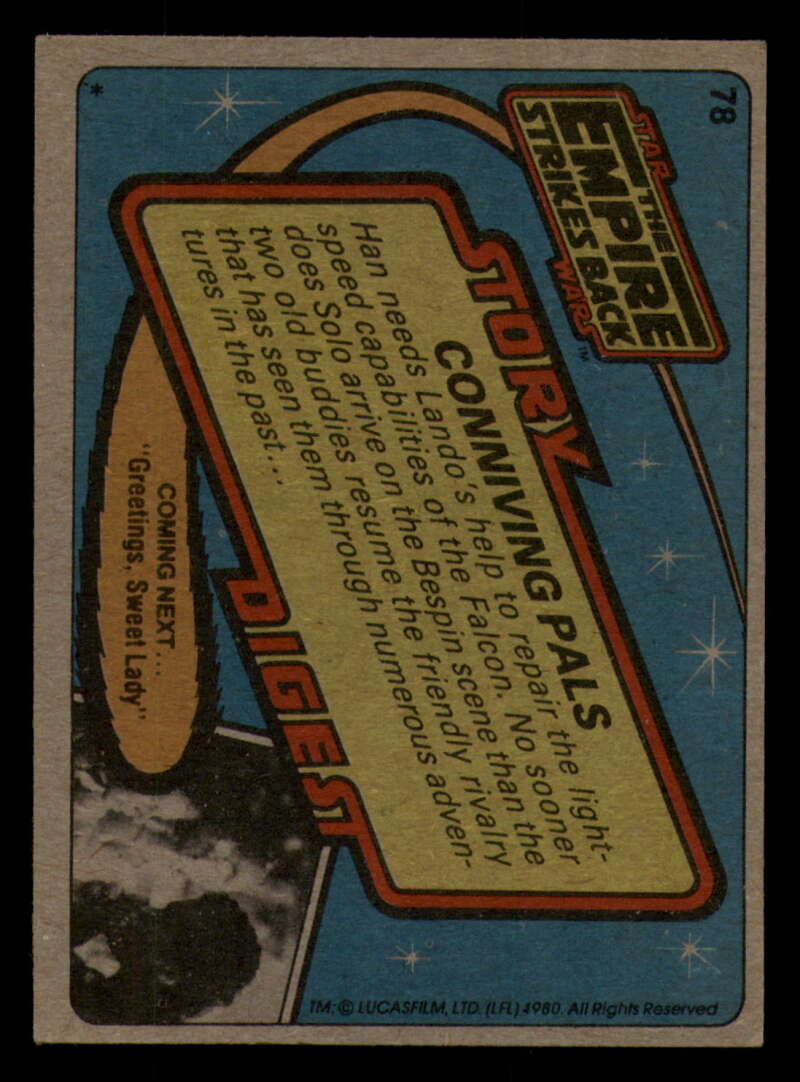 78
STAR WARS™
THE
EMPIRE
STRIKES BACK
STORY
CONNIVING PALS
Han needs Lando's help to repair the light-
speed capabilities of the Falcon. No sooner
does Solo arrive on the Bespin scene than the
two old buddies resume the friendly rivalry
that has seen them through numerous adven-
tures in the past...
DIGEST
COMING NEXT...
"Greetings, Sweet Lady"
*
TM: © LUCASFILM, LTD. (LFL) 1980. All Rights Reserved